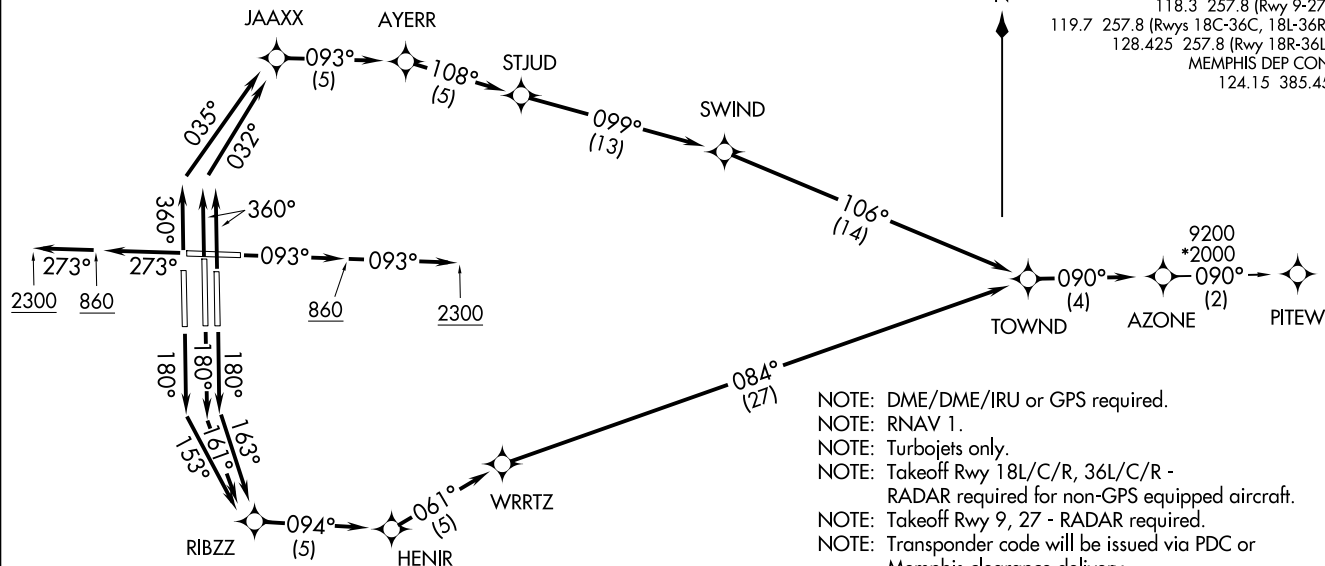 118.3 257.8 (Rwy 9-27
119.7 257.8 (Rwys 18C-36C, 18L-36R
128.425 257.8 (Rwy 18R-36L
MEMPHIS DEP CON
124.15 385.45
JAAXX
AYERR
093°
(5)
STJUD
108°
(5)
SWIND
099°
(13)
035°
032°
106°
(14)
360°
360°
9200
*2000
093°
093°
273°
273°
090°
(4)
090°
(2)
2300
860
860
2300
TOWND
AZONE
PITEW
180°
180°
180°
084°
(27)
153°
161°
163°
WRRTZ
061°
(5)
094°
(5)
RIBZZ
HENIR
NOTE: DME/DME/IRU or GPS required.
NOTE: RNAV 1.
NOTE: Turbojets only.
NOTE: Takeoff Rwy 18L/C/R, 36L/C/R -
RADAR required for non-GPS equipped aircraft.
NOTE: Takeoff Rwy 9, 27 - RADAR required.
NOTE: Transponder code will be issued via PDC or
Memphis clearance delivery